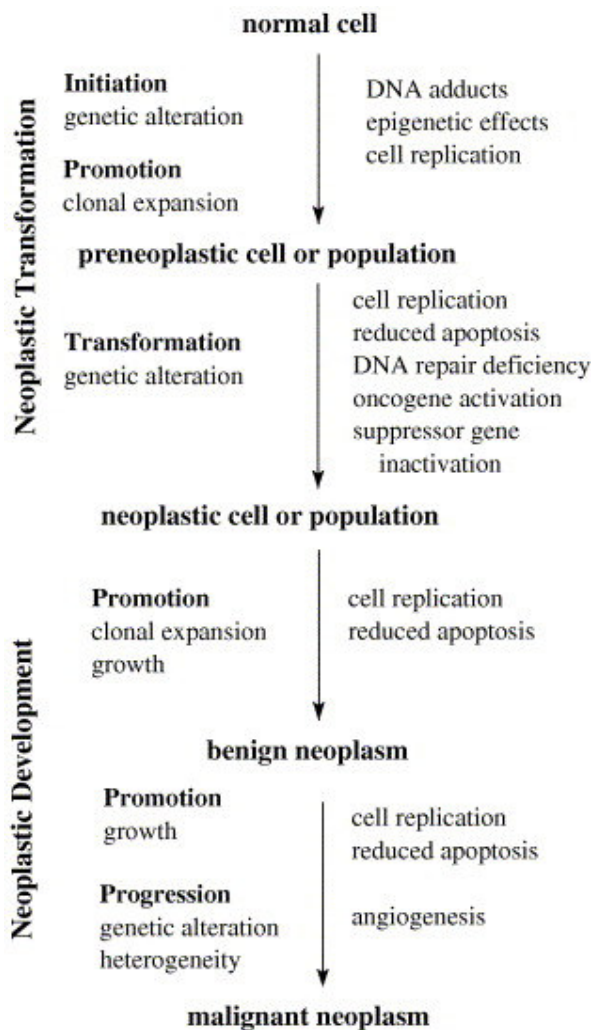 normal cell
Initiation
genetic alteration
Promotion
clonal expansion
DNA adducts
epigenetic effects
cell replication
preneoplastic cell or population
Transformation
genetic alteration
cell replication
reduced apoptosis
DNA repair deficiency
oncogene activation
suppressor gene
inactivation
Neoplastic Transformation
neoplastic cell or population
Promotion
clonal expansion
growth
cell replication
reduced apoptosis
benign neoplasm
Promotion
growth
Progression
genetic alteration
heterogeneity
cell replication
reduced apoptosis
angiogenesis
Neoplastic Development
malignant neoplasm